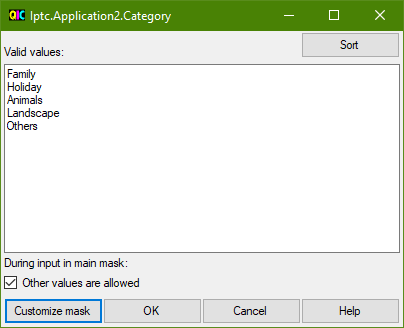 QIC Iptc.Application2.Category
Valid values:
Sort
Family
Holiday
Animals
Landscape
Others
During input in main mask:
Other values are allowed
Customize mask OK Cancel Help